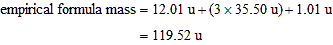 empirical formula mass = 12.01 u + (3 × 35.50 u) + 1.01 u
= 119.52 u